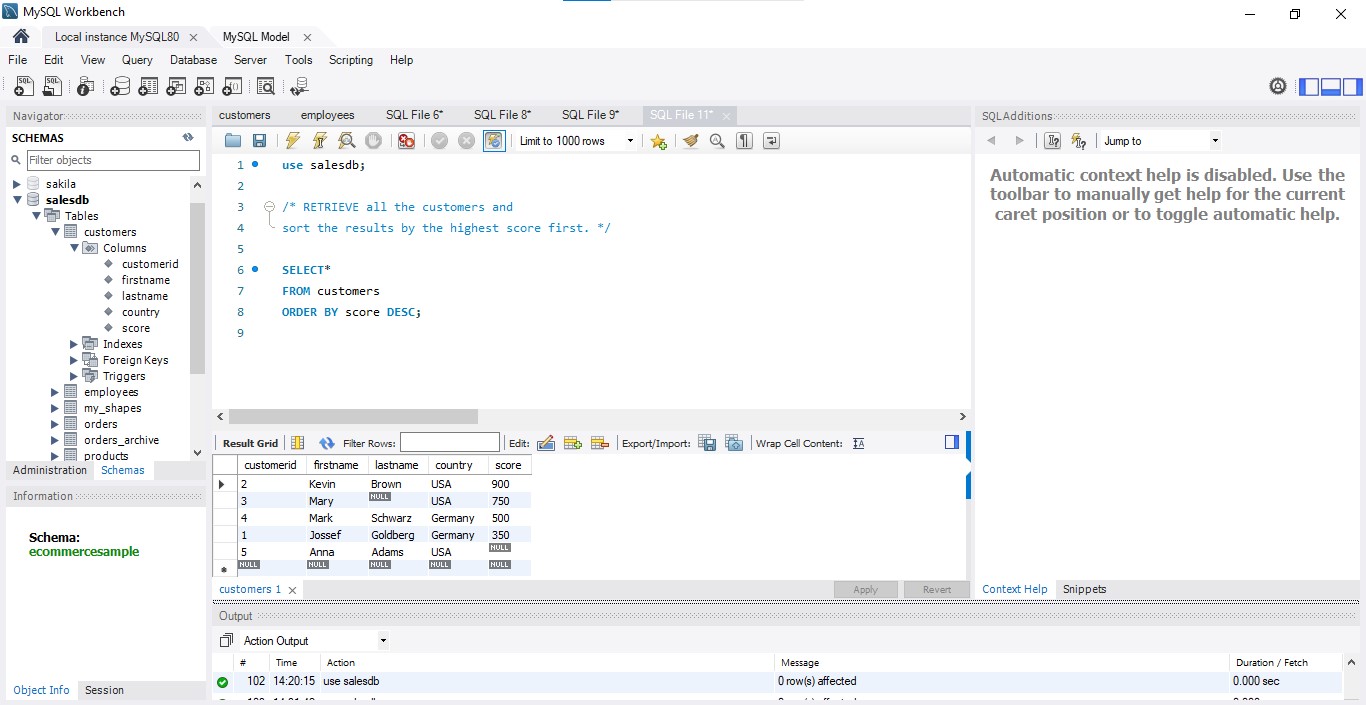 MySQL Workbench
Local instance MySQL80 MySQL Model
File Edit View Query Database Server Tools Scripting Help
Navigator
SCHEMAS
Filter objects
sakila
salesdb
Tables
customers
Columns
customerid
firstname
lastname
country
score
Indexes
Foreign Keys
Triggers
employees
my_shapes
orders
orders_archive
products
Administration Schemas
Information
Schema:
ecommercesample
Object Info Session
customers employees SQL File 6* SQL File 8* SQL File 9* SQL File 11*
Limit to 1000 rows
1 use salesdb;
2
3 /* RETRIEVE all the customers and
4 sort the results by the highest score first. */
5
6 SELECT*
7 FROM customers
8 ORDER BY score DESC;
9
Result Grid Filter Rows: Edit: Export/Import: Wrap Cell Content:
customerid firstname lastname country score
2 Kevin Brown USA 900
3 Mary NULL USA 750
4 Mark Schwarz Germany 500
1 Jossef Goldberg Germany 350
5 Anna Adams USA NULL
NULL NULL NULL NULL NULL
customers 1 Apply Revert
SQLAdditions
Jump to
Automatic context help is disabled. Use the
toolbar to manually get help for the current
caret position or to toggle automatic help.
Context Help Snippets
Output
Action Output
# Time Action Message Duration / Fetch
102 14:20:15 use salesdb 0 row(s) affected 0.000 sec